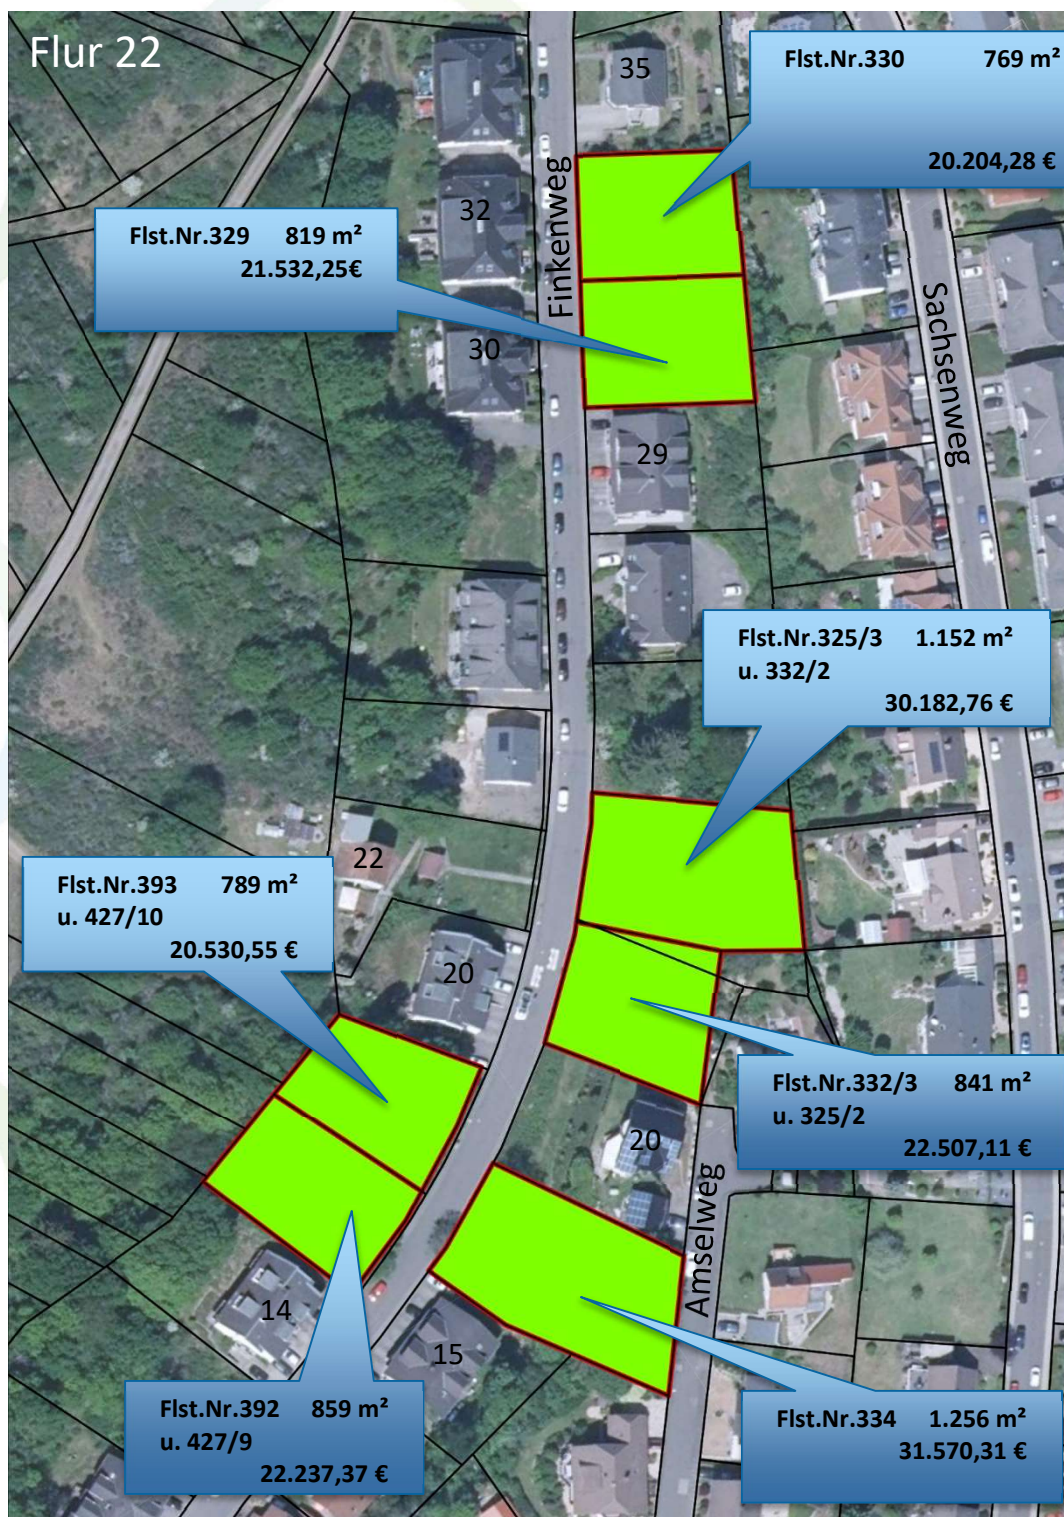 Flur 22
35
Flst.Nr.330 769 m²
20.204,28 €
Finkenweg
32
Flst.Nr.329 819 m²
21.532,25€
30
Sachsenweg
29
Flst.Nr.325/3 1.152 m²
u. 332/2
30.182,76 €
22
Flst.Nr.393 789 m²
u. 427/10
20.530,55 €
20
Flst.Nr.332/3 841 m²
u. 325/2
22.507,11 €
20
Amselweg
14
15
Flst.Nr.392 859 m²
u. 427/9
22.237,37 €
Flst.Nr.334 1.256 m²
31.570,31 €